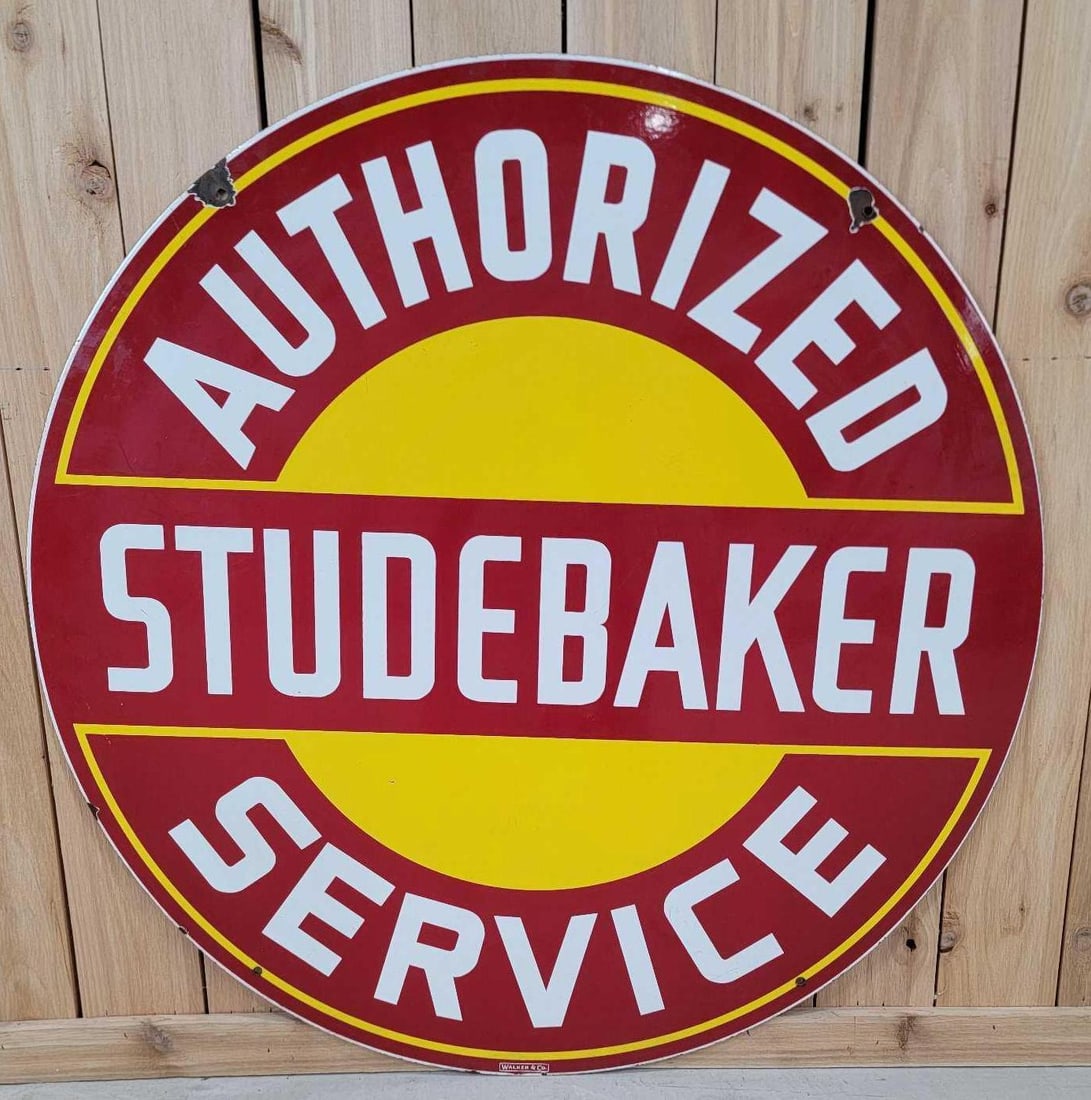 AUTHORIZED
STUDEBAKER
SERVICE
WALKER & CO.